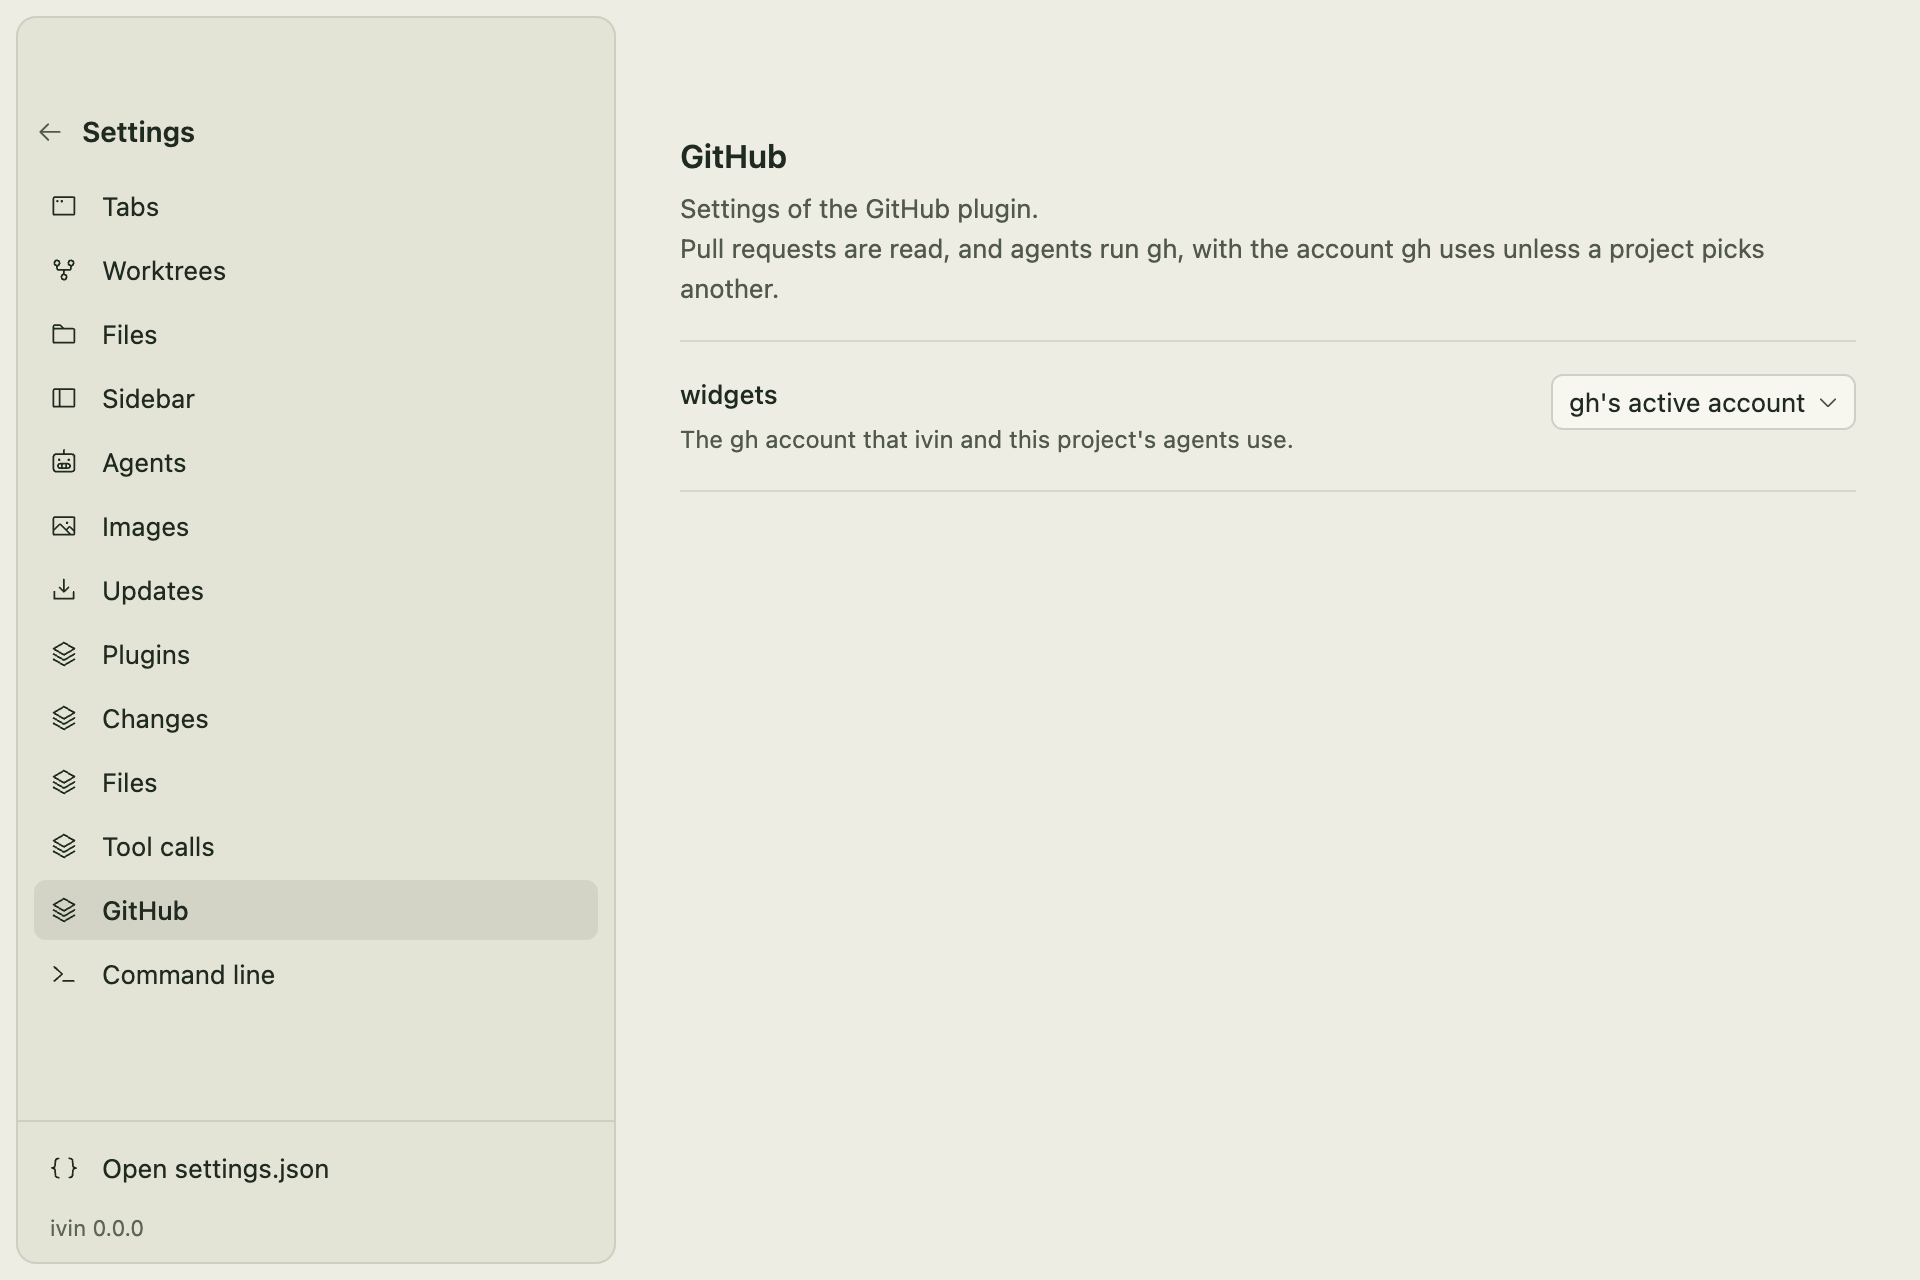 Settings
Tabs
Worktrees
Files
Sidebar
Agents
Images
Updates
Plugins
Changes
Files
Tool calls
GitHub
Command line
{ } Open settings.json
ivin 0.0.0
GitHub
Settings of the GitHub plugin.
Pull requests are read, and agents run gh, with the account gh uses unless a project picks
another.
widgets
gh's active account
The gh account that ivin and this project's agents use.